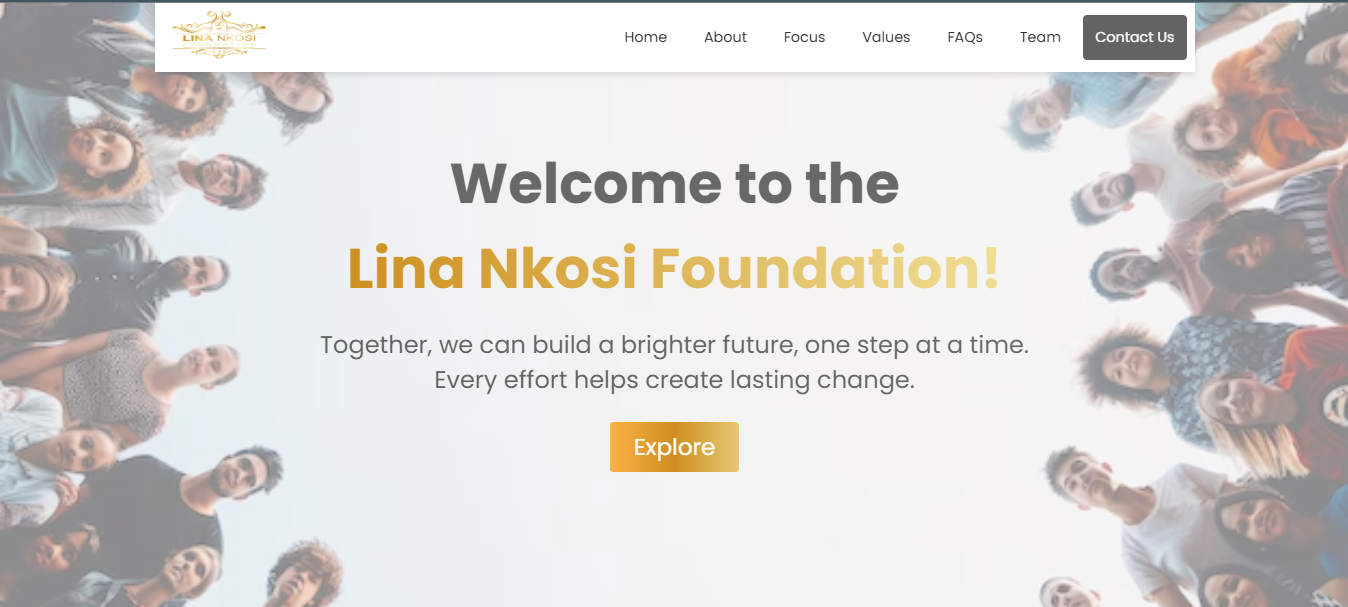 LINA NKOSI
FOUNDATION
Home About Focus Values FAQs Team Contact Us
Welcome to the
Lina Nkosi Foundation!
Together, we can build a brighter future, one step at a time.
Every effort helps create lasting change.
Explore